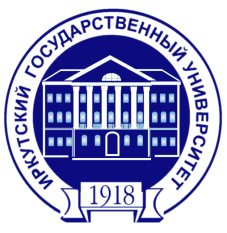 ИРКУТСКИЙ ГОСУДАРСТВЕННЫЙ УНИВЕРСИТЕТ
1918